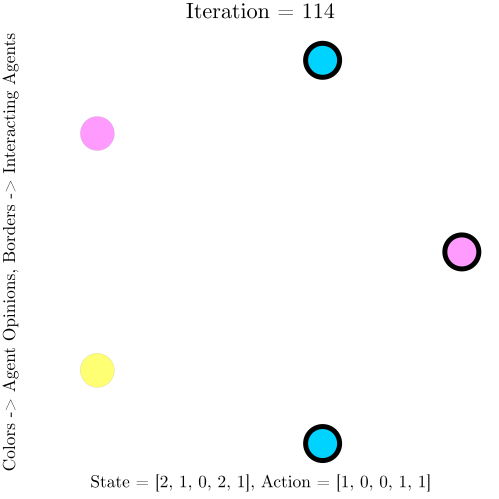 Iteration = 114
Colors -> Agent Opinions, Borders -> Interacting Agents
State = [2, 1, 0, 2, 1], Action = [1, 0, 0, 1, 1]